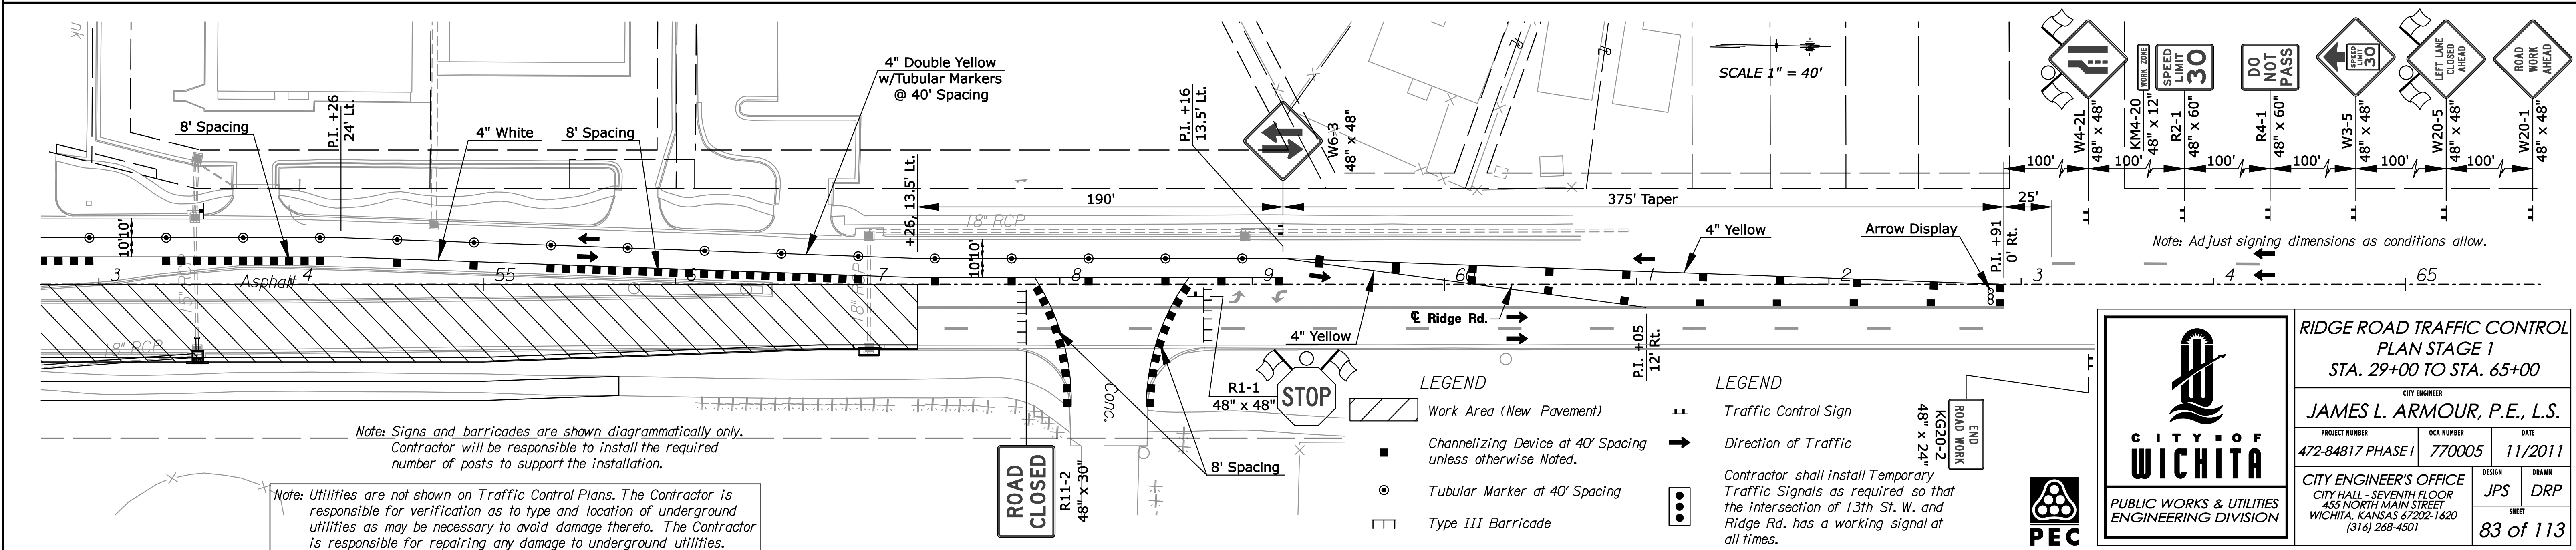 8' Spacing
P.I. +26
24' Lt.
4" White
8' Spacing
4" Double Yellow
w/Tubular Markers
@ 40' Spacing
P.I. +16
13.5' Lt.
W6-3
48" x 48"
SCALE 1" = 40'
W4-2L
48" x 48"
WORK ZONE
KM4-20
48" x 12"
SPEED
LIMIT
30
R2-1
48" x 60"
DO
NOT
PASS
R4-1
48" x 60"
SPEED
LIMIT
30
W3-5
48" x 48"
LEFT LANE
CLOSED
AHEAD
W20-5
48" x 48"
ROAD
WORK
AHEAD
W20-1
48" x 48"
100'
100'
100'
100'
100'
100'
+26, 13.5' Lt.
190'
375' Taper
25'
18" RCP
10'
10'
10'
10'
4" Yellow
Arrow Display
P.I. +91
0' Rt.
Note: Adjust signing dimensions as conditions allow.
3
4
55
6
7
8
9
60
1
2
3
4
65
Asphalt
18" RCP
18" RCP
℄ Ridge Rd.
4" Yellow
P.I. +05
12' Rt.
Conc.
R1-1
48" x 48"
STOP
8' Spacing
ROAD
CLOSED
R11-2
48" x 30"
Note: Signs and barricades are shown diagrammatically only.
Contractor will be responsible to install the required
number of posts to support the installation.
Note: Utilities are not shown on Traffic Control Plans. The Contractor is
responsible for verification as to type and location of underground
utilities as may be necessary to avoid damage thereto. The Contractor
is responsible for repairing any damage to underground utilities.
LEGEND
Work Area (New Pavement)
Channelizing Device at 40' Spacing
unless otherwise Noted.
Tubular Marker at 40' Spacing
Type III Barricade
LEGEND
Traffic Control Sign
Direction of Traffic
Contractor shall install Temporary
Traffic Signals as required so that
the intersection of 13th St. W. and
Ridge Rd. has a working signal at
all times.
END
ROAD WORK
KG20-2
48" x 24"
PEC
CITY OF
WICHITA
PUBLIC WORKS & UTILITIES
ENGINEERING DIVISION
RIDGE ROAD TRAFFIC CONTROL
PLAN STAGE 1
STA. 29+00 TO STA. 65+00
CITY ENGINEER
JAMES L. ARMOUR, P.E., L.S.
PROJECT NUMBER
472-84817 PHASE I
OCA NUMBER
770005
DATE
11/2011
CITY ENGINEER'S OFFICE
CITY HALL - SEVENTH FLOOR
455 NORTH MAIN STREET
WICHITA, KANSAS 67202-1620
(316) 268-4501
DESIGN
JPS
DRAWN
DRP
SHEET
83 of 113